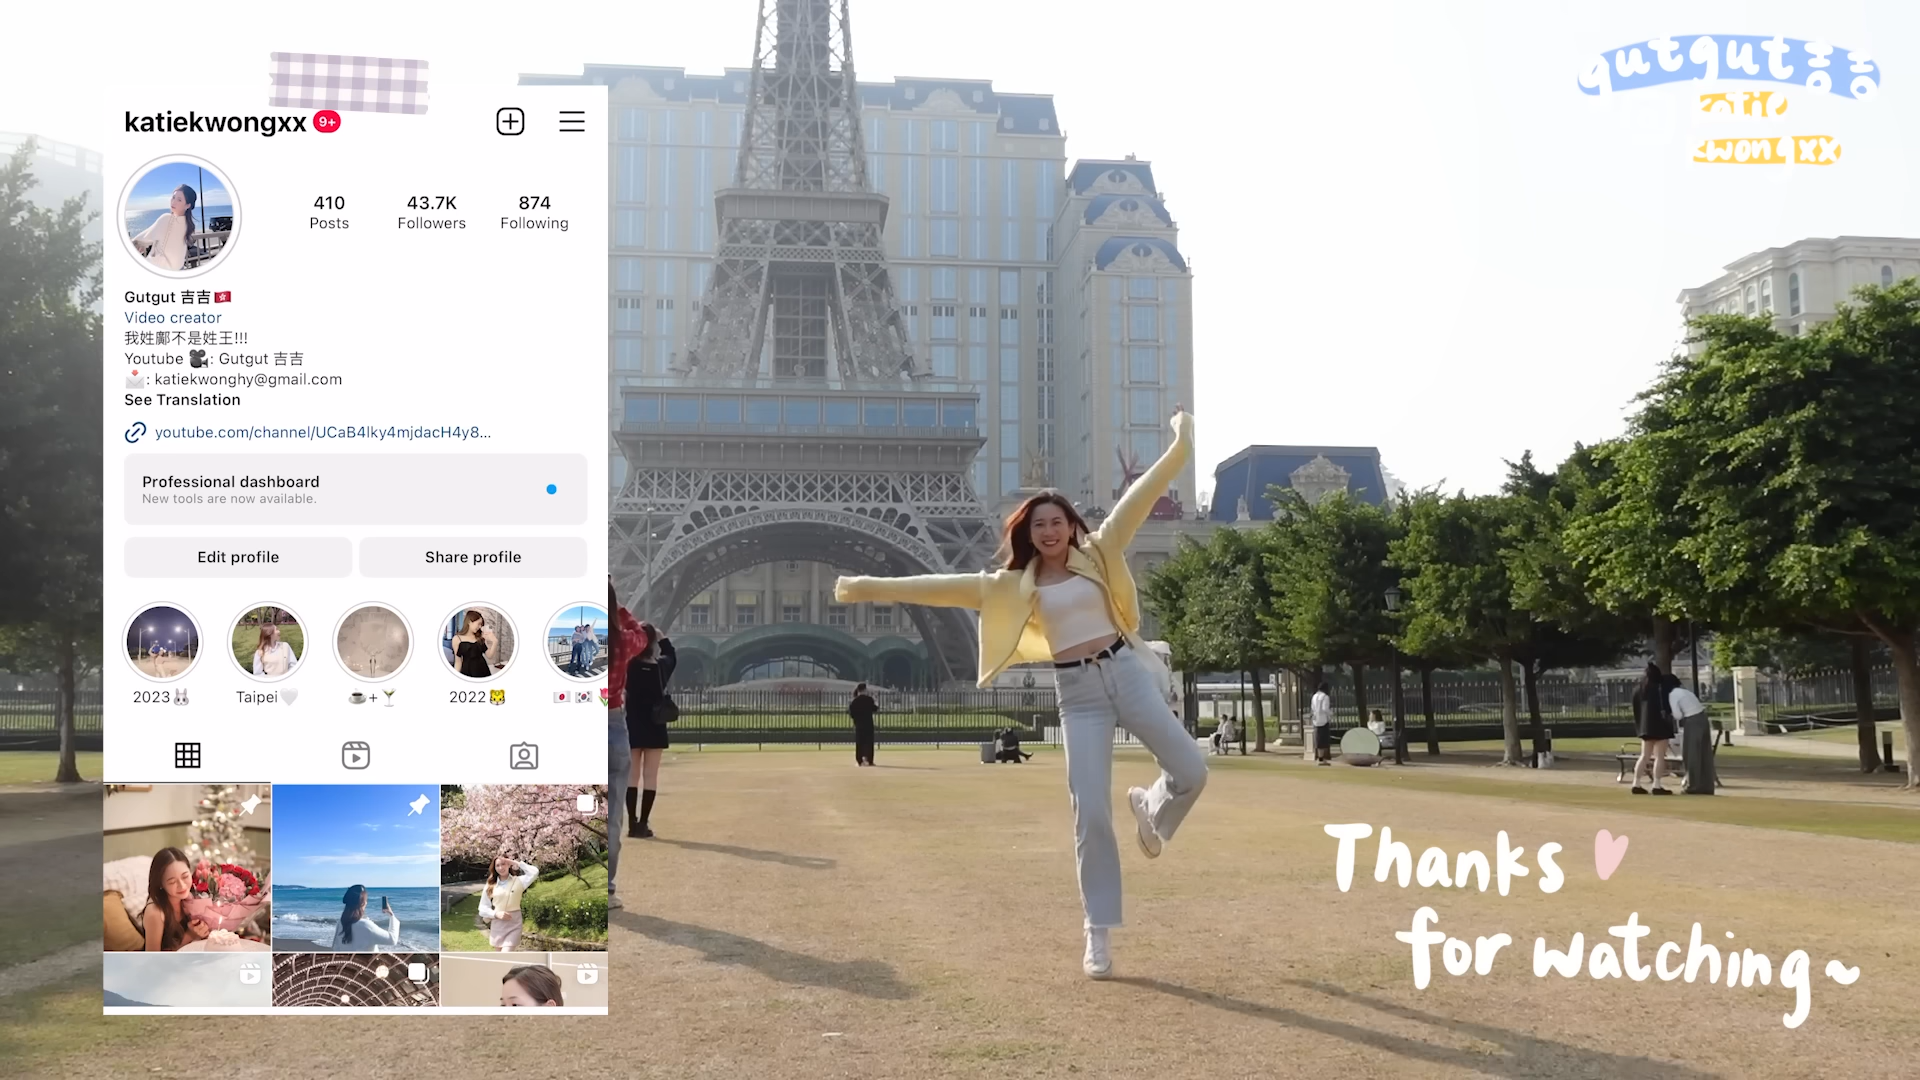 katiekwongxx 9+
410 43.7K 874
Posts Followers Following
Gutgut 吉吉🇭🇰
Video creator
我姓鄺不是姓王!!!
Youtube 🎥: Gutgut 吉吉
📩: katiekwonghy@gmail.com
See Translation
youtube.com/channel/UCaB4lky4mjdacH4y8...
Professional dashboard
New tools are now available.
Edit profile Share profile
2023🐰 Taipei🤍 ☕+🍸 2022🐯 🇯🇵 🇰🇷 🌷
gutgut吉吉
katie
kwongxx
Thanks
for watching~